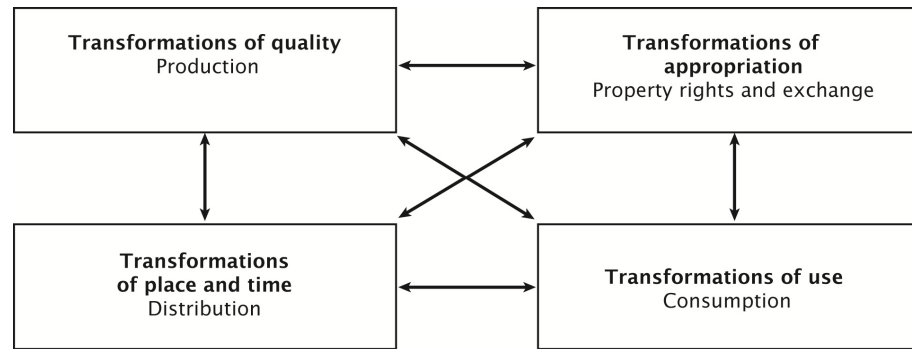 Transformations of quality
Production
Transformations of
appropriation
Property rights and exchange
Transformations
of place and time
Distribution
Transformations of use
Consumption